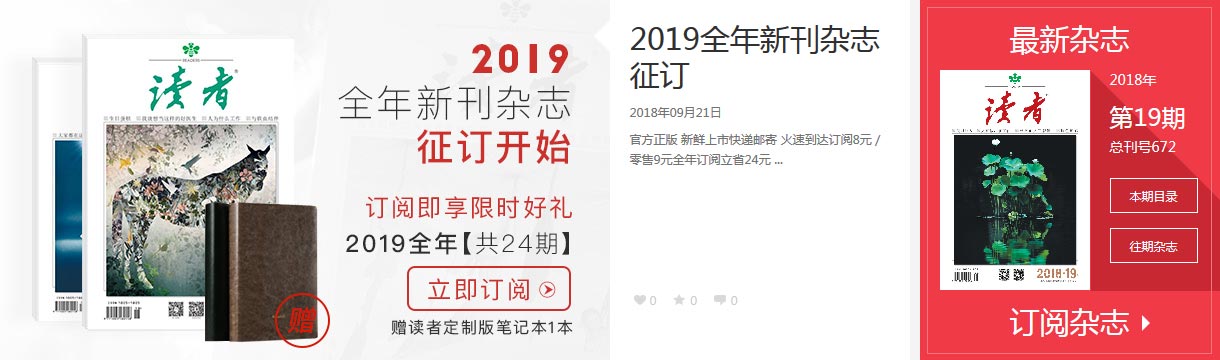 READERS
读者
2019
全年新刊杂志
征订开始
订阅即享限时好礼
2019全年【共24期】
立即订阅
赠读者定制版笔记本1本
赠
2019全年新刊杂志
征订
2018年09月21日
官方正版 新鲜上市快递邮寄 火速到达订阅8元 /
零售9元全年订阅立省24元 ...
0
0
0
最新杂志
读者
2018-19
2018年
第19期
总刊号672
本期目录
往期杂志
订阅杂志